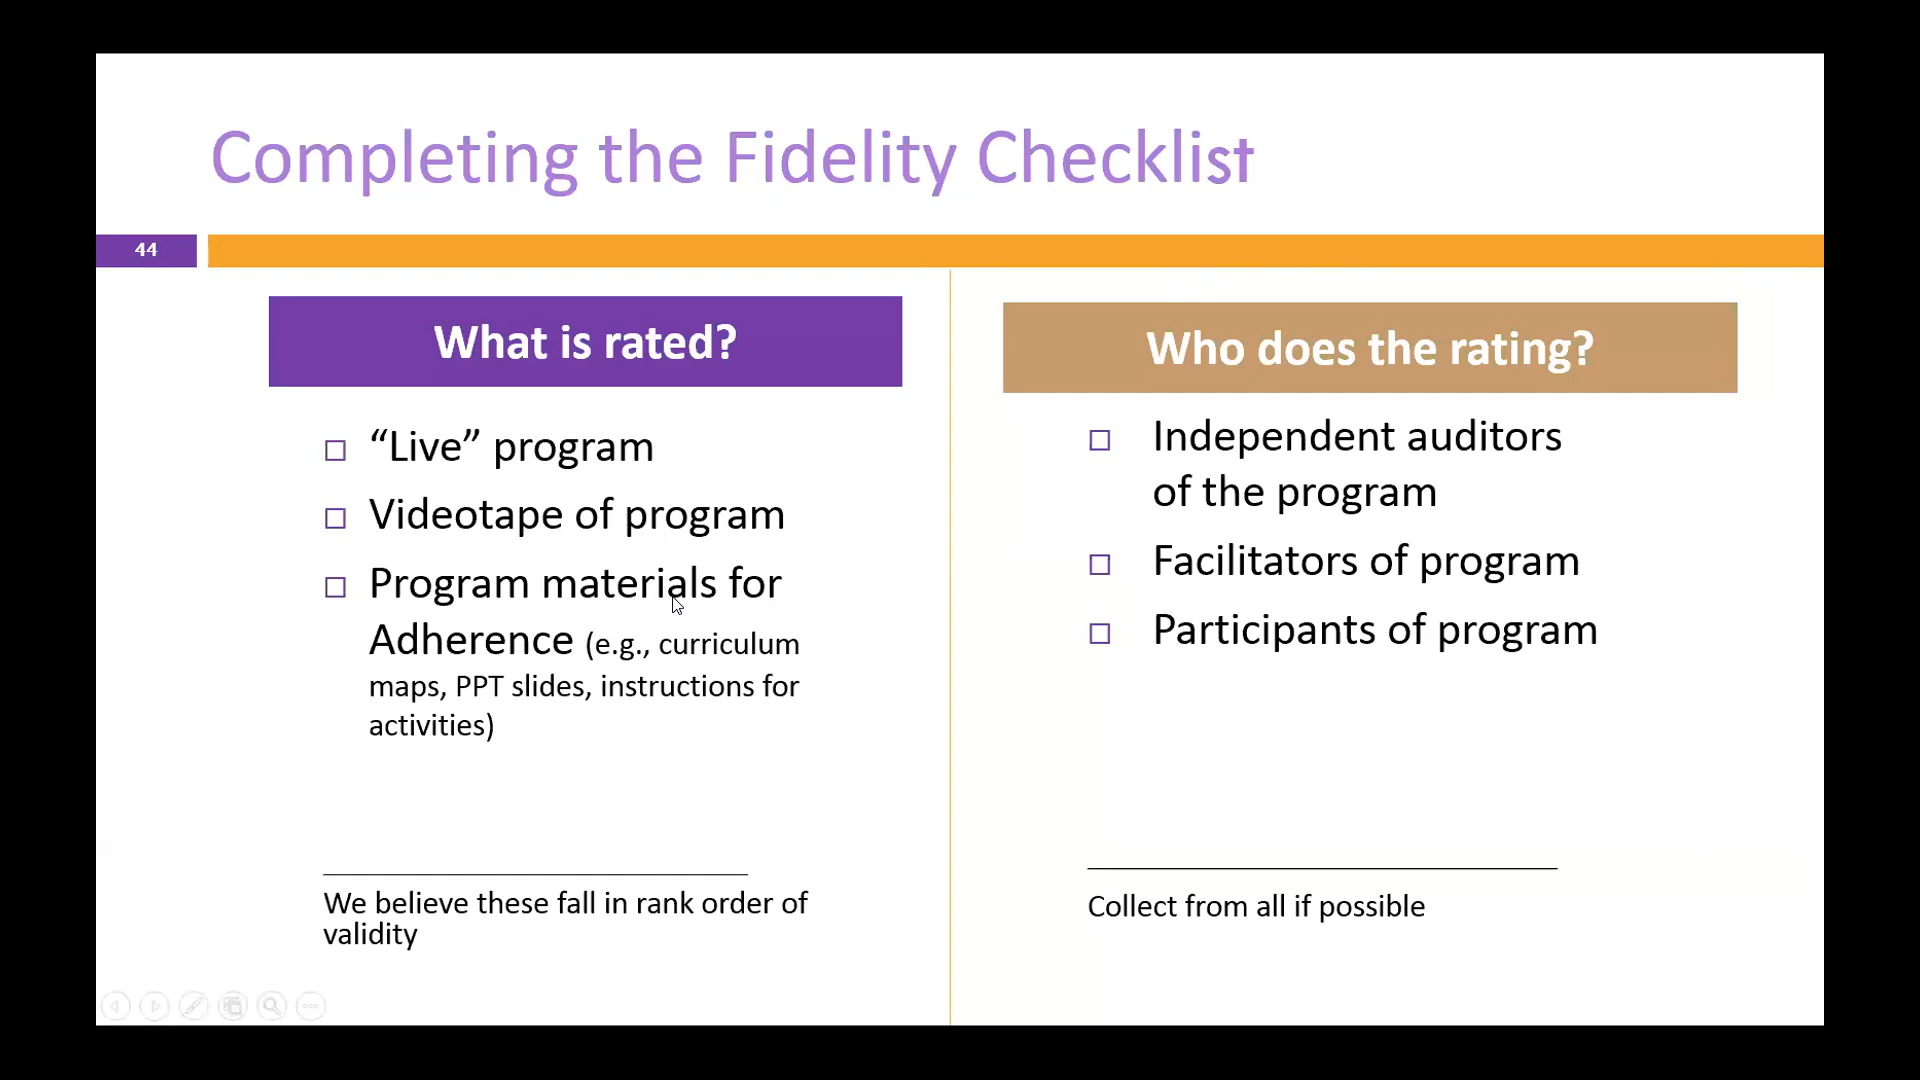 Completing the Fidelity Checklist
44
What is rated?
“Live” program
Videotape of program
Program materials for
Adherence (e.g., curriculum
maps, PPT slides, instructions for
activities)
We believe these fall in rank order of
validity
Who does the rating?
Independent auditors
of the program
Facilitators of program
Participants of program
Collect from all if possible